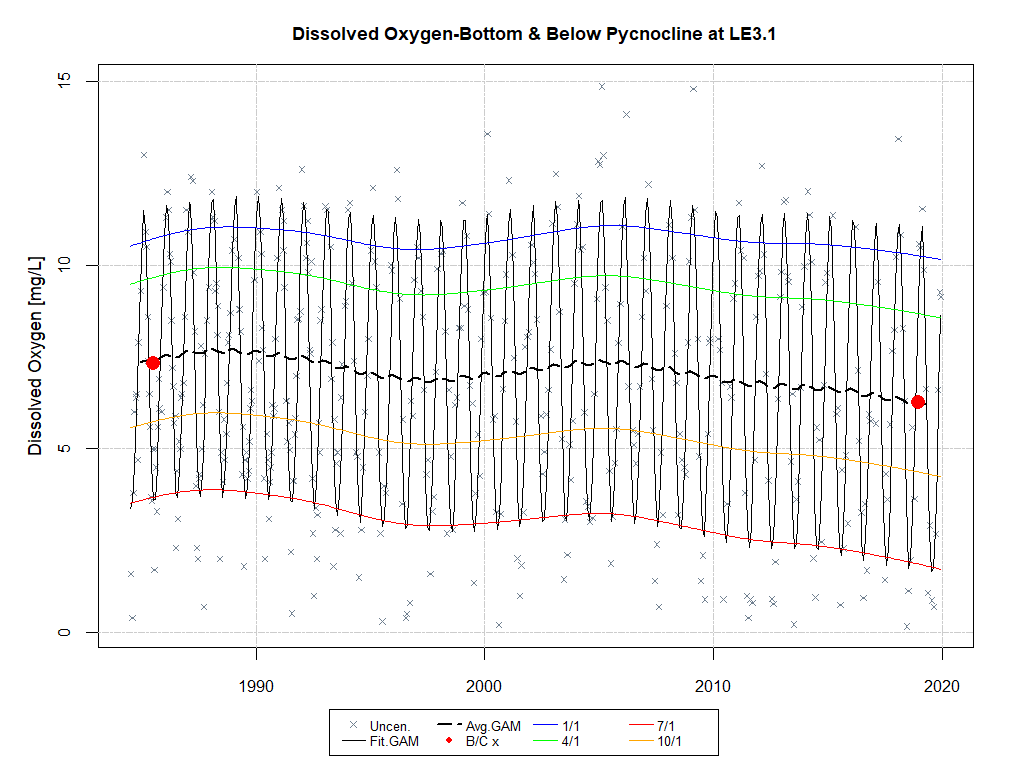 Dissolved Oxygen-Bottom & Below Pycnocline at LE3.1
Dissolved Oxygen [mg/L]
15
10
5
0
1990 2000 2010 2020
Uncen. Avg.GAM 1/1 7/1
Fit.GAM B/C x 4/1 10/1